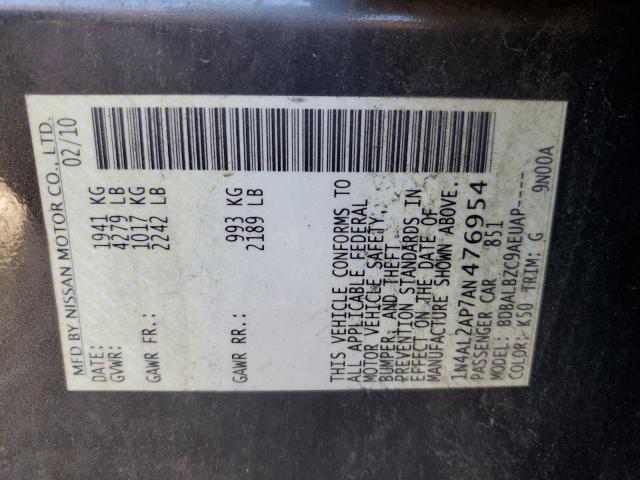 MFD BY NISSAN MOTOR CO., LTD.
DATE: 02/10
GVWR: 1941 KG
4279 LB
GAWR FR.: 1017 KG
2242 LB
GAWR RR.: 993 KG
2189 LB
THIS VEHICLE CONFORMS TO
ALL APPLICABLE FEDERAL
MOTOR VEHICLE SAFETY,
BUMPER, AND THEFT
PREVENTION STANDARDS IN
EFFECT ON THE DATE OF
MANUFACTURE SHOWN ABOVE.
1N4AL2AP7AN476954
PASSENGER CAR 851
MODEL: BDBALBZC9AEUAP-----
COLOR: K50 TRIM: G 9N00A